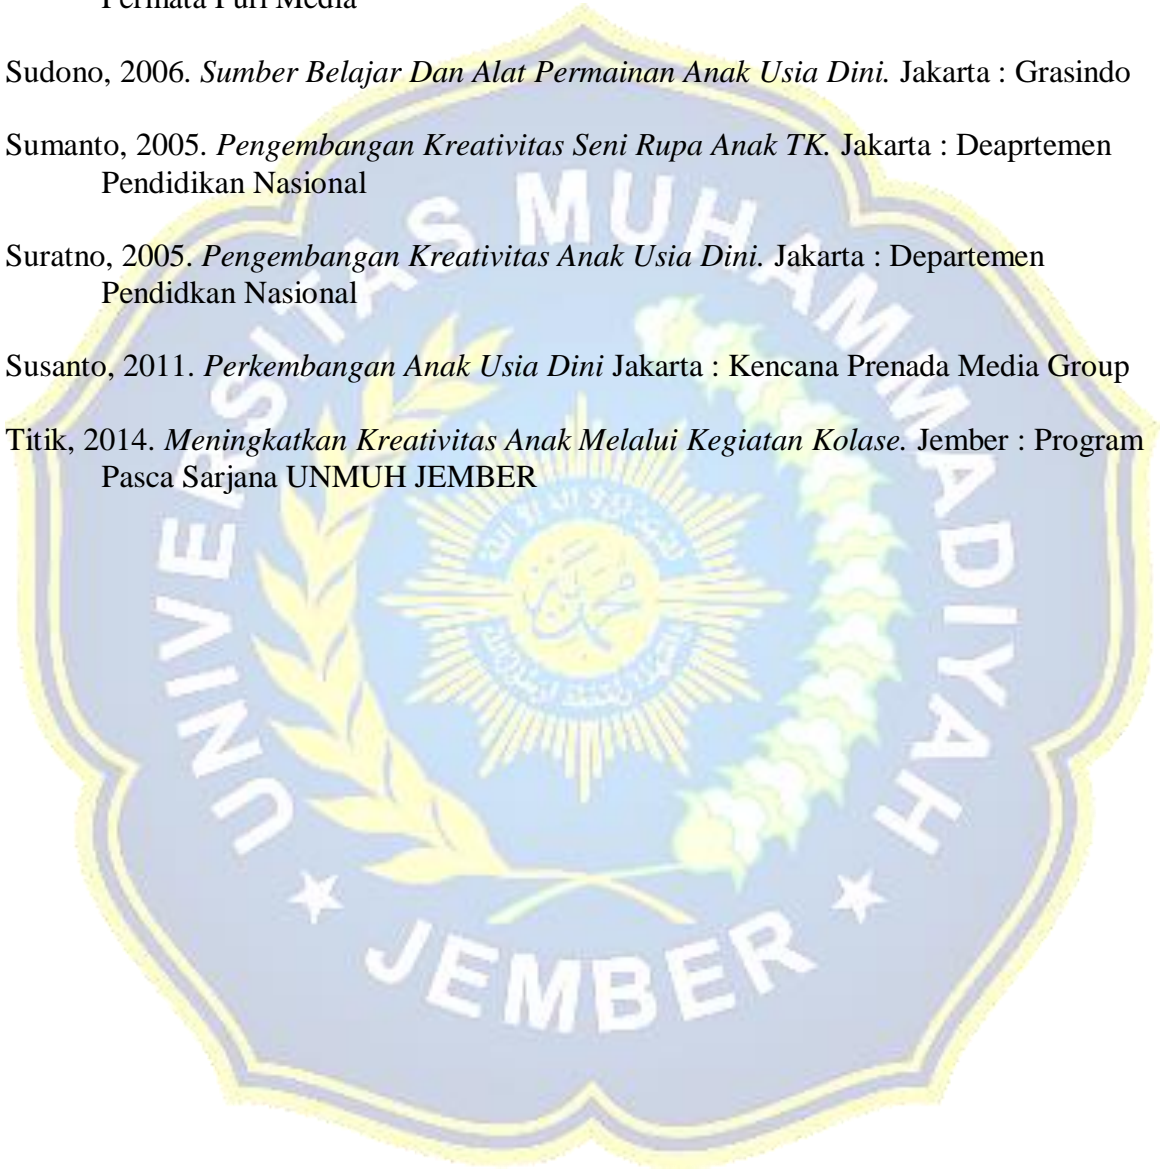 Permata Puri Media
Sudono, 2006. Sumber Belajar Dan Alat Permainan Anak Usia Dini. Jakarta : Grasindo
Sumanto, 2005. Pengembangan Kreativitas Seni Rupa Anak TK. Jakarta : Deaprtemen
Pendidikan Nasional
Suratno, 2005. Pengembangan Kreativitas Anak Usia Dini. Jakarta : Departemen
Pendidkan Nasional
Susanto, 2011. Perkembangan Anak Usia Dini Jakarta : Kencana Prenada Media Group
Titik, 2014. Meningkatkan Kreativitas Anak Melalui Kegiatan Kolase. Jember : Program
Pasca Sarjana UNMUH JEMBER
UNIVERSITAS MUHAMMADIYAH
JEMBER